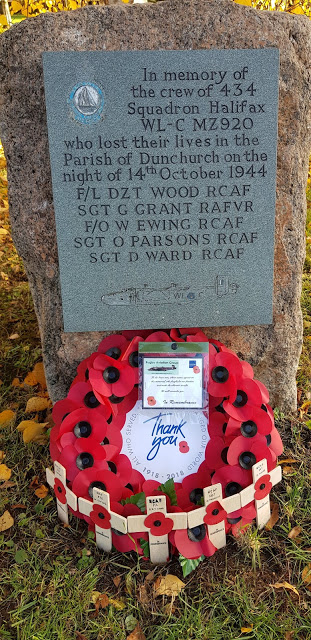 In memory of
the crew of 434
Squadron Halifax
WL-C MZ920
who lost their lives in the
Parish of Dunchurch on the
night of 14th October 1944
F/L DZT WOOD RCAF
SGT G GRANT RAFVR
F/O W EWING RCAF
SGT O PARSONS RCAF
SGT D WARD RCAF
WL
In Remembrance
Thank
you
1918 - 2018
RCAF